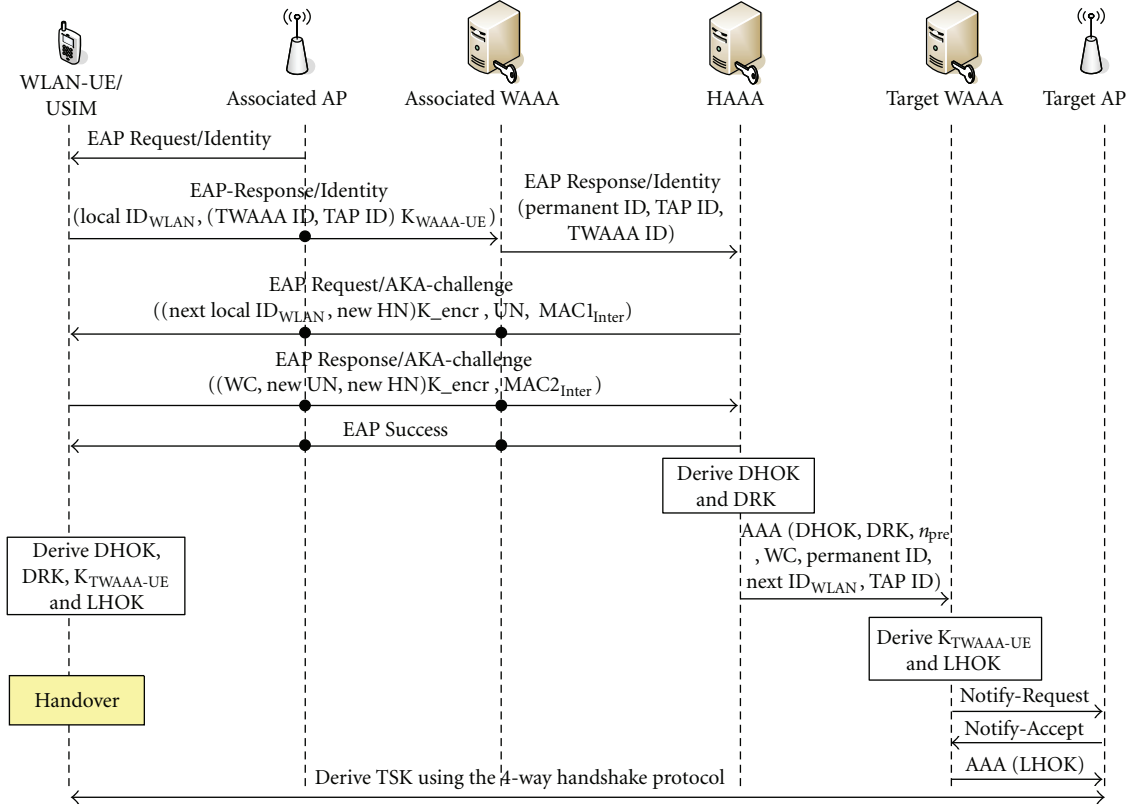 WLAN-UE/
USIM
Associated AP
Associated WAAA
HAAA
Target WAAA
Target AP
EAP Request/Identity
EAP-Response/Identity
(local ID_WLAN, (TWAAA ID, TAP ID) K_WAAA-UE)
EAP Response/Identity
(permanent ID, TAP ID,
TWAAA ID)
EAP Request/AKA-challenge
((next local ID_WLAN, new HN)K_encr , UN, MAC1_Inter)
EAP Response/AKA-challenge
((WC, new UN, new HN)K_encr , MAC2_Inter)
EAP Success
Derive DHOK
and DRK
AAA (DHOK, DRK, n_pre
, WC, permanent ID,
next ID_WLAN, TAP ID)
Derive DHOK,
DRK, K_TWAAA-UE
and LHOK
Derive K_TWAAA-UE
and LHOK
Handover
Notify-Request
Notify-Accept
AAA (LHOK)
Derive TSK using the 4-way handshake protocol